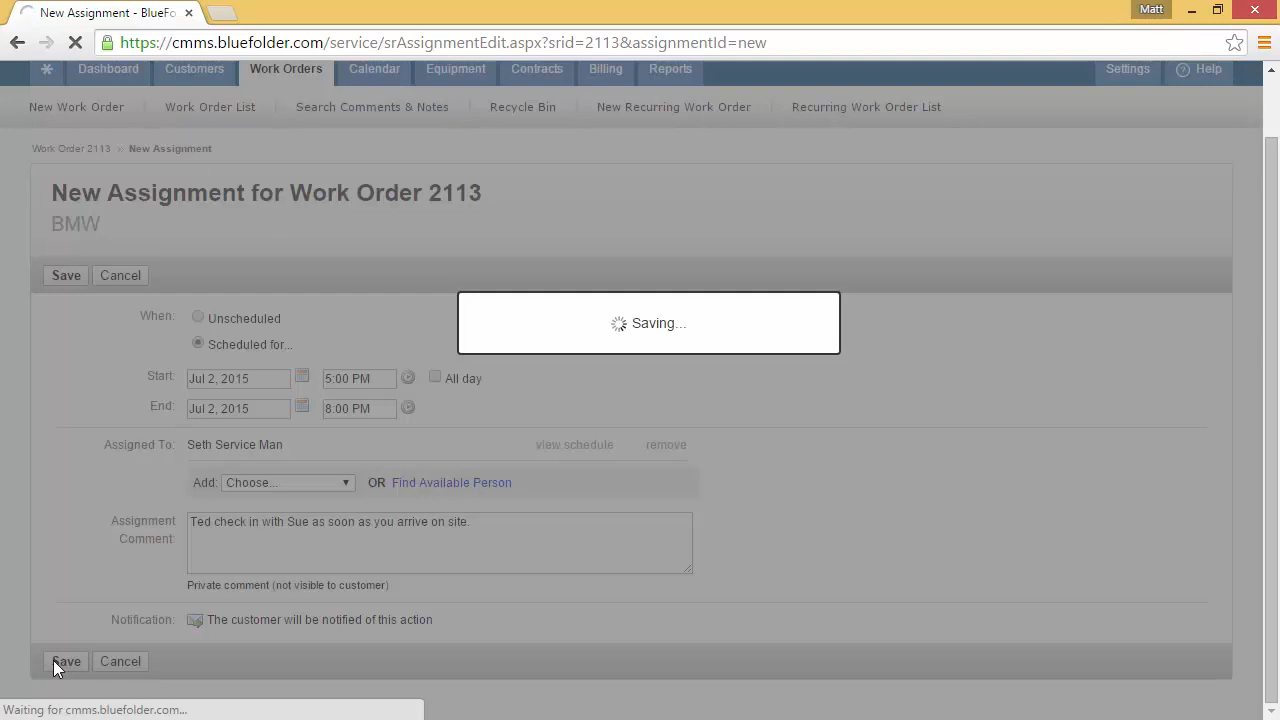 New Assignment - BlueFo
Matt
https://cmms.bluefolder.com/service/srAssignmentEdit.aspx?srid=2113&assignmentId=new
Dashboard Customers Work Orders Calendar Equipment Contracts Billing Reports Settings Help
New Work Order Work Order List Search Comments & Notes Recycle Bin New Recurring Work Order Recurring Work Order List
Work Order 2113 » New Assignment
New Assignment for Work Order 2113
BMW
Save Cancel
When: Unscheduled
Scheduled for...
Saving...
Start: Jul 2, 2015 5:00 PM All day
End: Jul 2, 2015 8:00 PM
Assigned To: Seth Service Man view schedule remove
Add: Choose... OR Find Available Person
Assignment Comment: Ted check in with Sue as soon as you arrive on site.
Private comment (not visible to customer)
Notification: The customer will be notified of this action
Save Cancel
Waiting for cmms.bluefolder.com...